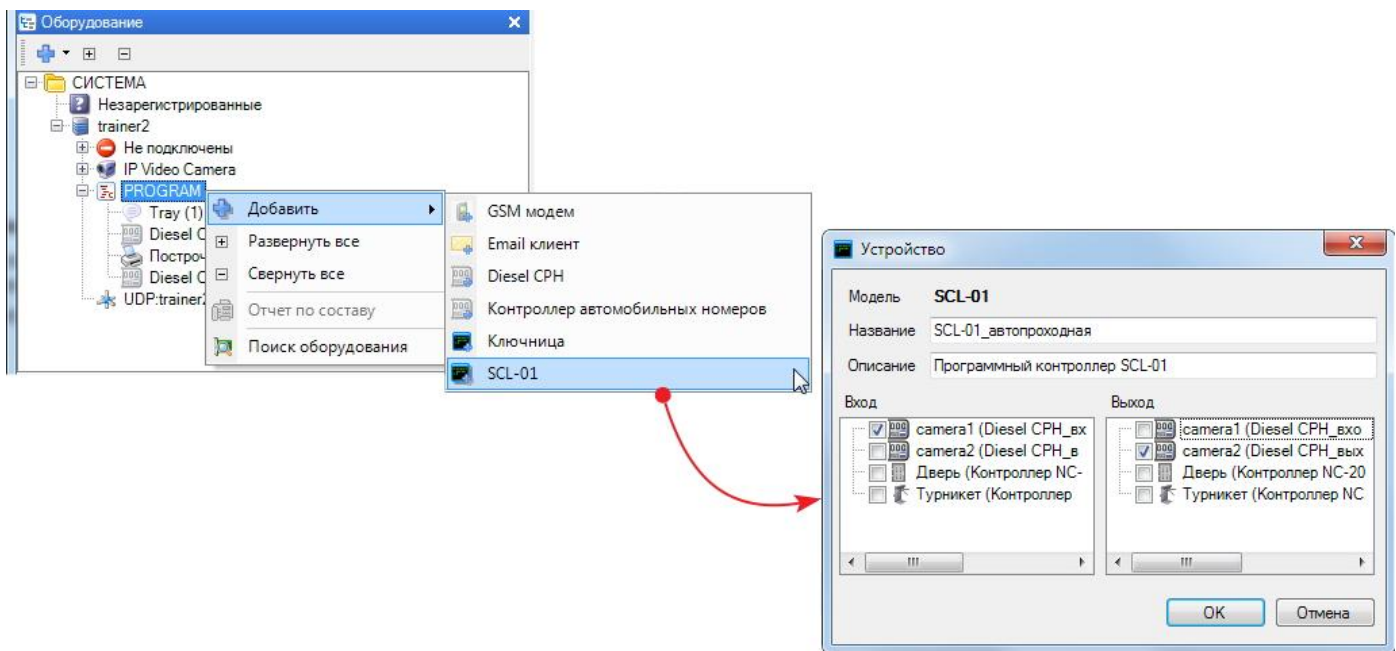 Оборудование
СИСТЕМА
Незарегистрированные
trainer2
Не подключены
IP Video Camera
PROGRAM
Tray (1)
Diesel C
Построч
Diesel C
UDP:trainer2
Добавить
Развернуть все
Свернуть все
Отчет по составу
Поиск оборудования
GSM модем
Email клиент
Diesel CPH
Контроллер автомобильных номеров
Ключница
SCL-01
Устройство
Модель SCL-01
Название SCL-01_автопроходная
Описание Программный контроллер SCL-01
Вход
camera1 (Diesel CPH_вх
camera2 (Diesel CPH_в
Дверь (Контроллер NC-
Турникет (Контроллер
Выход
camera1 (Diesel CPH_вхо
camera2 (Diesel CPH_вых
Дверь (Контроллер NC-20
Турникет (Контроллер NC
OK
Отмена